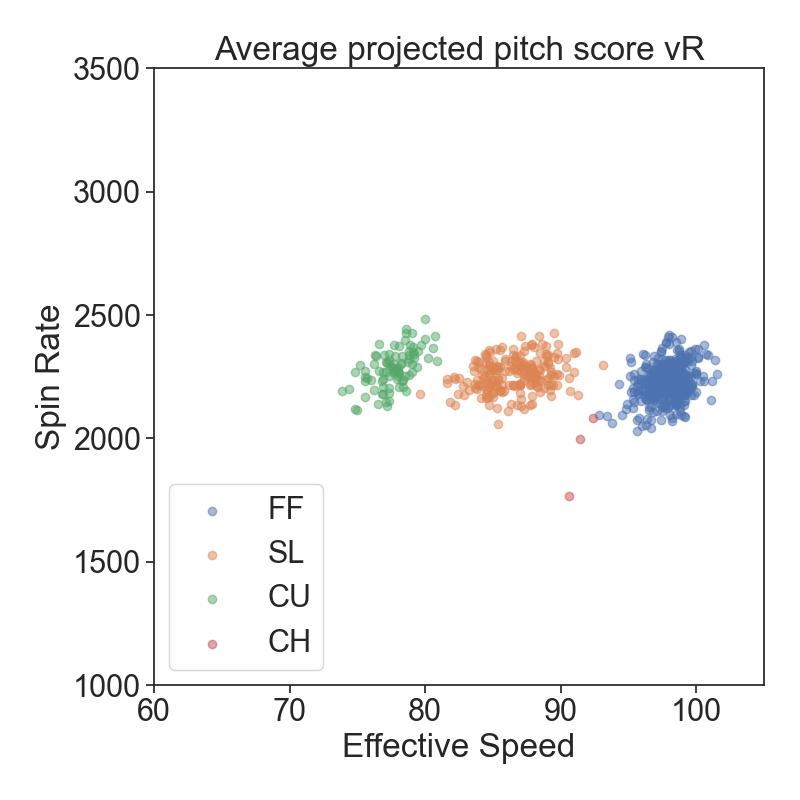 Average projected pitch score vR
3500
3000
2500
2000
1500
1000
Spin Rate
FF
SL
CU
CH
60 70 80 90 100
Effective Speed